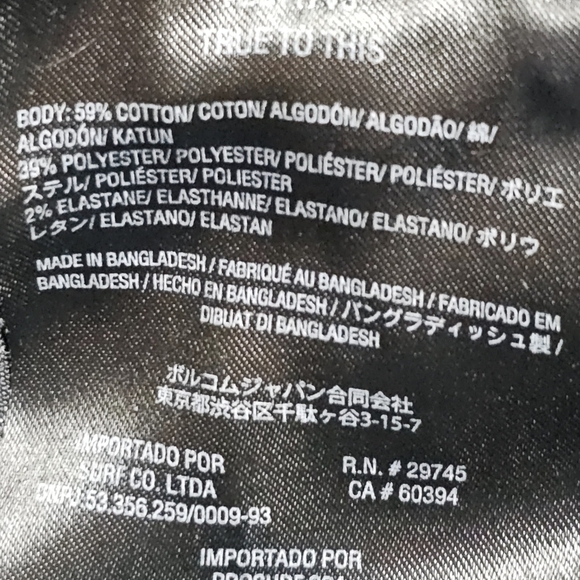 TRUE TO THIS
BODY: 59% COTTON/ COTON/ ALGODÓN/ ALGODÃO/ 綿/
ALGODÓN/ KATUN
39% POLYESTER/ POLYESTER/ POLIÉSTER/ POLIÉSTER/ ポリエ
ステル/ POLIÉSTER/ POLIESTER
2% ELASTANE/ ELASTHANNE/ ELASTANO/ ELASTANO/ ポリウ
レタン/ ELASTANO/ ELASTAN
MADE IN BANGLADESH / FABRIQUÉ AU BANGLADESH / FABRICADO EM
BANGLADESH / HECHO EN BANGLADESH / バングラディッシュ製 /
DIBUAT DI BANGLADESH
ボルコムジャパン合同会社
東京都渋谷区千駄ヶ谷3-15-7
IMPORTADO POR
SURF CO. LTDA
CNPJ:53.356.259/0009-93
R.N. # 29745
CA # 60394
IMPORTADO POR